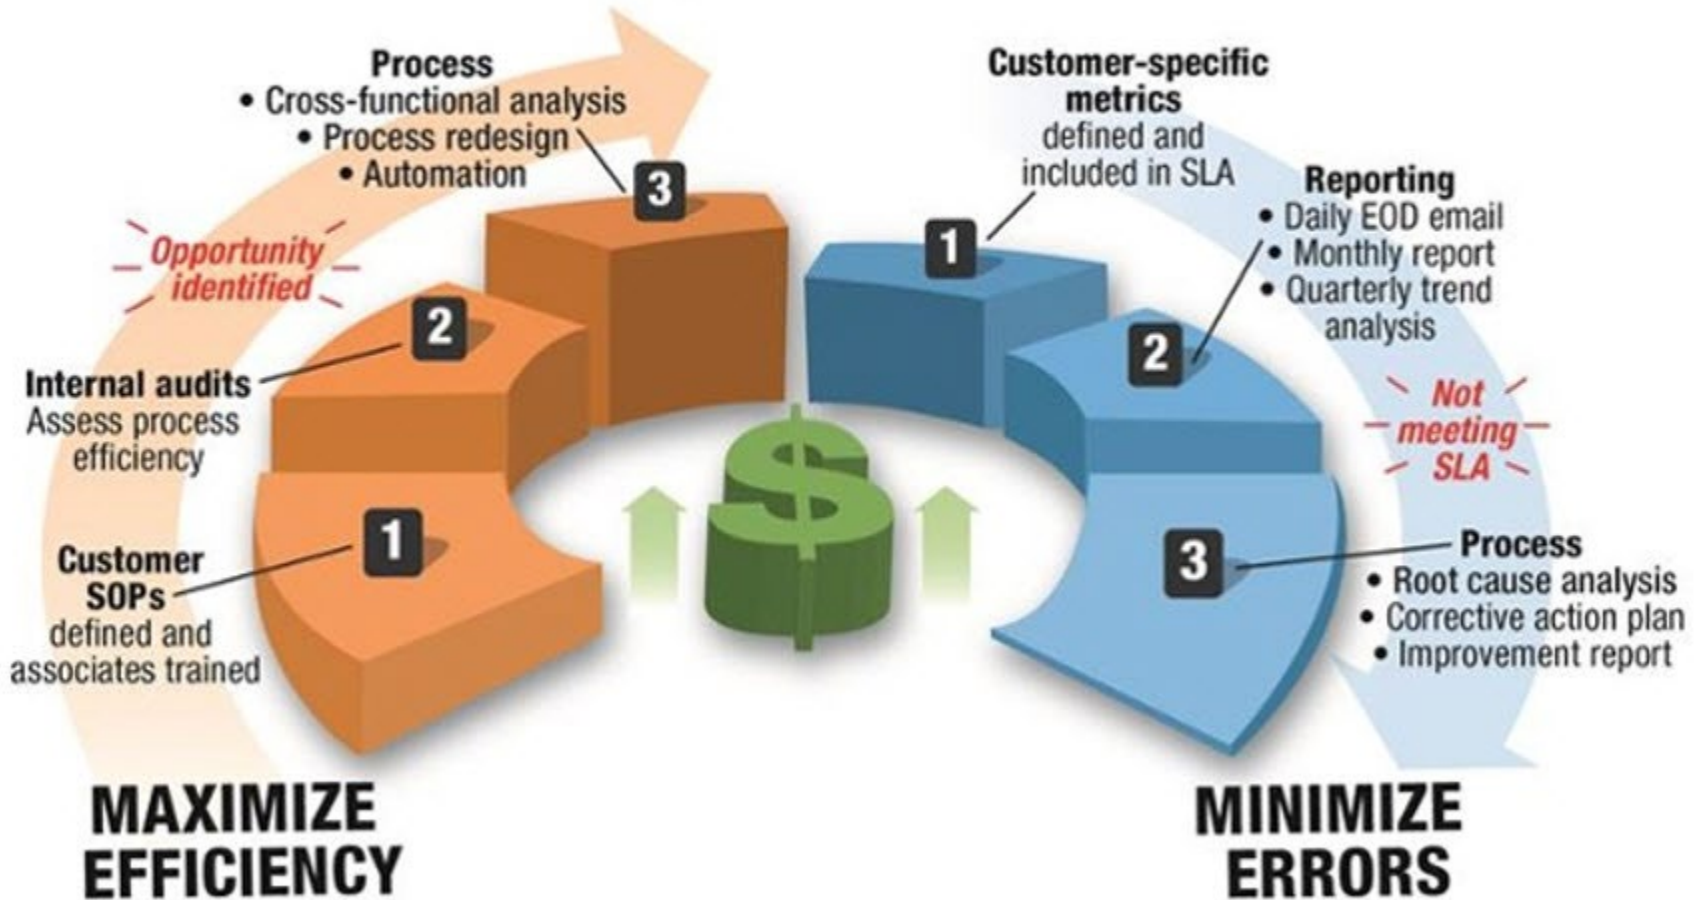 Process
• Cross-functional analysis
• Process redesign
• Automation
3
Opportunity
identified
2
Internal audits
Assess process
efficiency
1
Customer
SOPs
defined and
associates trained
MAXIMIZE
EFFICIENCY
$
Customer-specific
metrics
defined and
included in SLA
1
Reporting
• Daily EOD email
• Monthly report
• Quarterly trend
analysis
2
Not
meeting
SLA
3
Process
• Root cause analysis
• Corrective action plan
• Improvement report
MINIMIZE
ERRORS